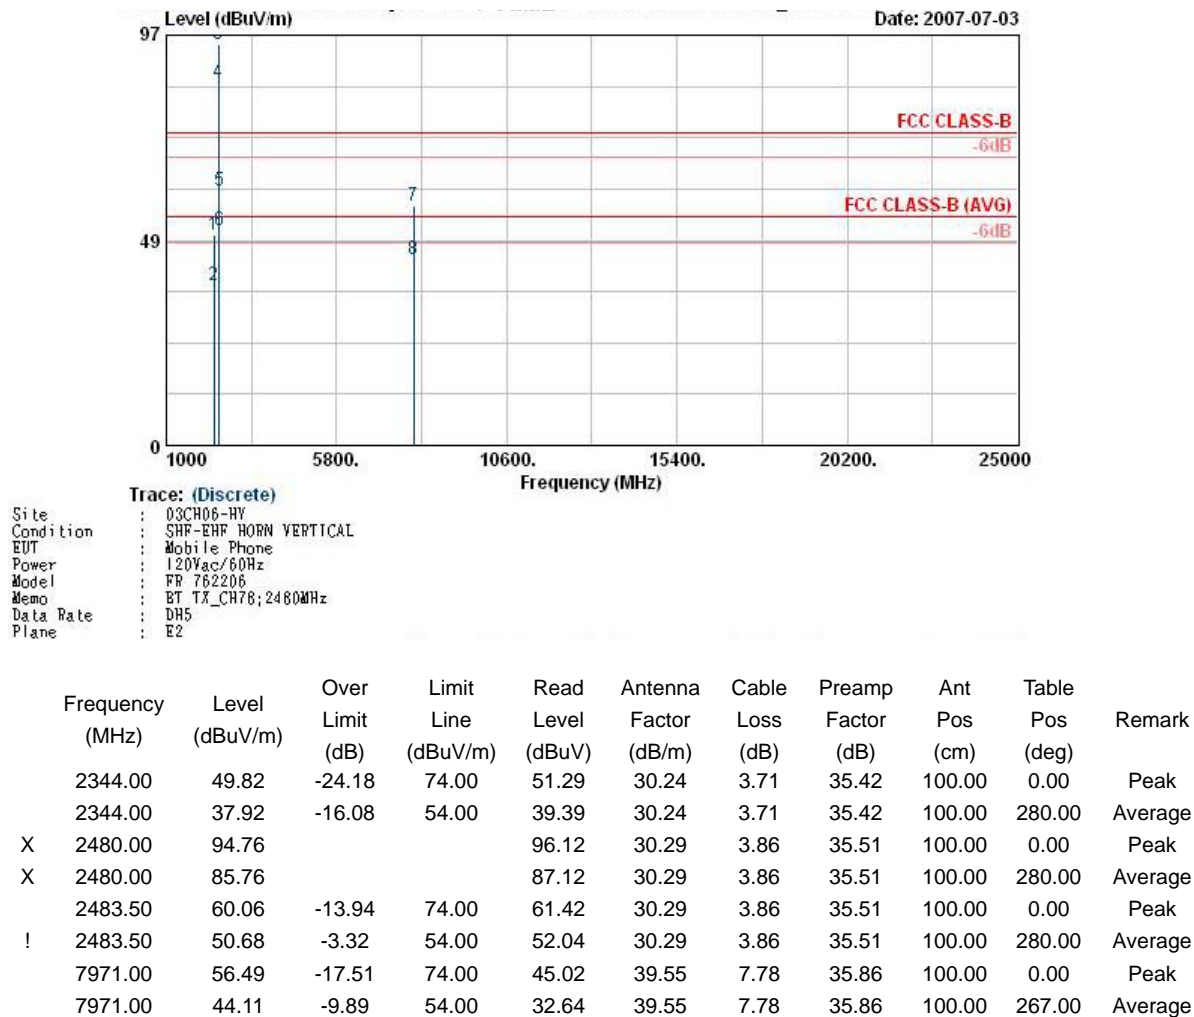 Level (dBuV/m) Date: 2007-07-03
97
4
FCC CLASS-B
-6dB
5
7
FCC CLASS-B (AVG)
1 6
-6dB
49
8
2
0
1000 5800. 10600. 15400. 20200. 25000
Frequency (MHz)
Trace: (Discrete)
Site : 03CH06-HY
Condition : SHF-EHF HORN VERTICAL
EUT : Mobile Phone
Power : 120Vac/60Hz
Model : FR 762206
Memo : BT TX_CH78;2480MHz
Data Rate : DH5
Plane : E2
Frequency (MHz) Level (dBuV/m) Over Limit (dB) Limit Line (dBuV/m) Read Level (dBuV) Antenna Factor (dB/m) Cable Loss (dB) Preamp Factor (dB) Ant Pos (cm) Table Pos (deg) Remark
2344.00 49.82 -24.18 74.00 51.29 30.24 3.71 35.42 100.00 0.00 Peak
2344.00 37.92 -16.08 54.00 39.39 30.24 3.71 35.42 100.00 280.00 Average
X 2480.00 94.76 96.12 30.29 3.86 35.51 100.00 0.00 Peak
X 2480.00 85.76 87.12 30.29 3.86 35.51 100.00 280.00 Average
2483.50 60.06 -13.94 74.00 61.42 30.29 3.86 35.51 100.00 0.00 Peak
! 2483.50 50.68 -3.32 54.00 52.04 30.29 3.86 35.51 100.00 280.00 Average
7971.00 56.49 -17.51 74.00 45.02 39.55 7.78 35.86 100.00 0.00 Peak
7971.00 44.11 -9.89 54.00 32.64 39.55 7.78 35.86 100.00 267.00 Average